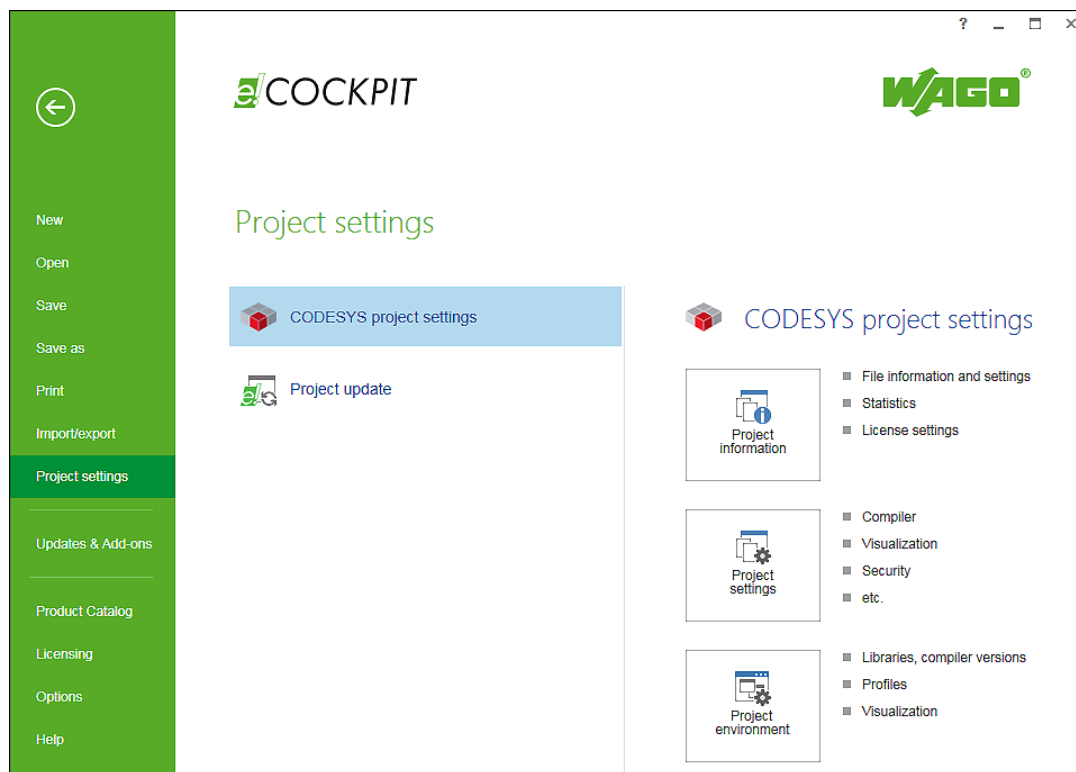 ?
e!COCKPIT
WAGO®
New
Open
Save
Save as
Print
Import/export
Project settings
Updates & Add-ons
Product Catalog
Licensing
Options
Help
Project settings
CODESYS project settings
Project update
CODESYS project settings
Project
information
File information and settings
Statistics
License settings
Project
settings
Compiler
Visualization
Security
etc.
Project
environment
Libraries, compiler versions
Profiles
Visualization